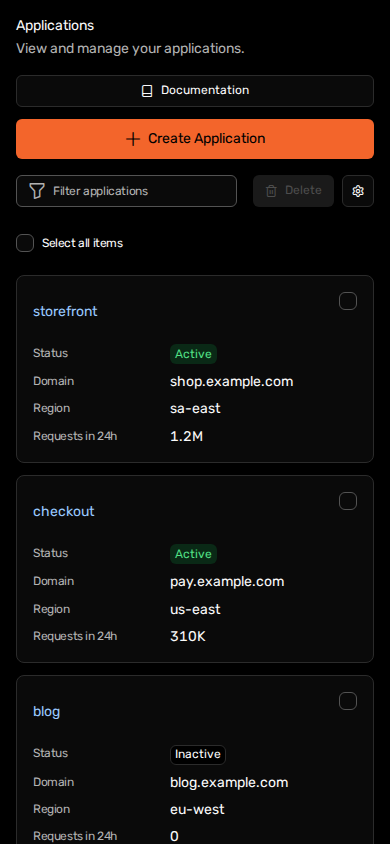 Applications
View and manage your applications.
Documentation
Create Application
Filter applications
Delete
Select all items
storefront
Status Active
Domain shop.example.com
Region sa-east
Requests in 24h 1.2M
checkout
Status Active
Domain pay.example.com
Region us-east
Requests in 24h 310K
blog
Status Inactive
Domain blog.example.com
Region eu-west
Requests in 24h 0